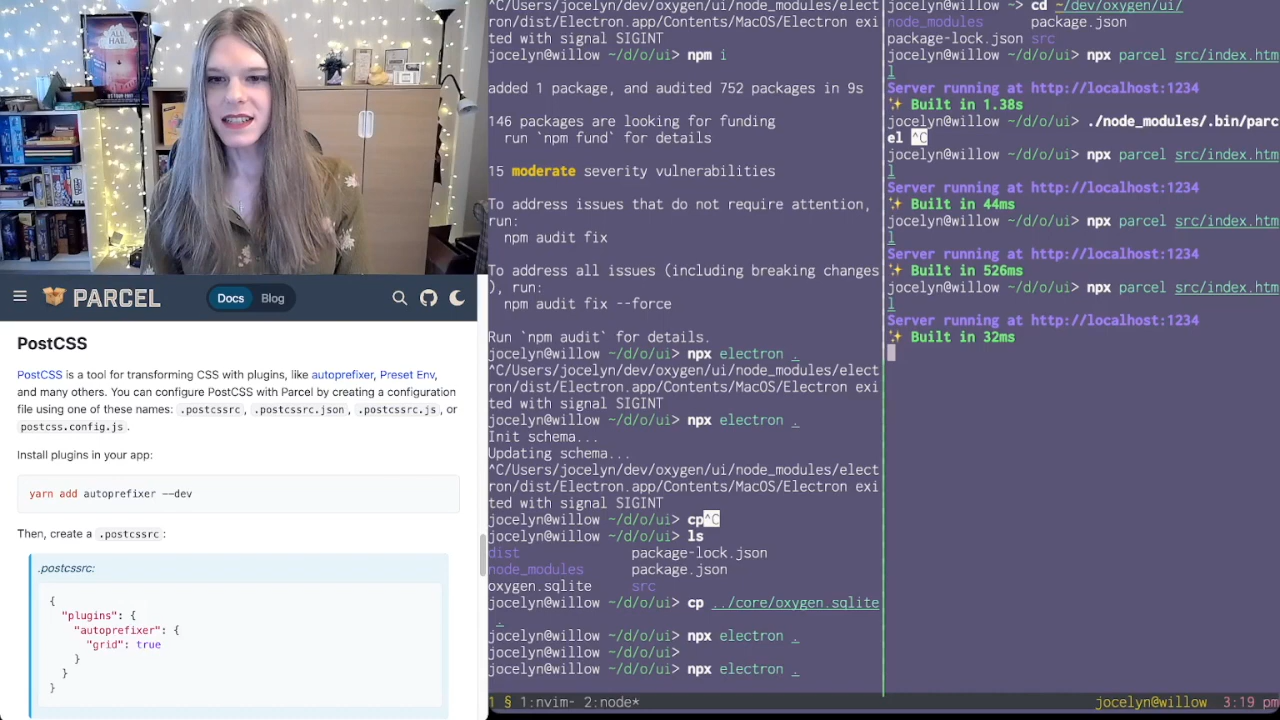 ALL HAIL
PARCEL
Docs
Blog
PostCSS
PostCSS is a tool for transforming CSS with plugins, like autoprefixer, Preset Env,
and many others. You can configure PostCSS with Parcel by creating a configuration
file using one of these names: .postcssrc, .postcssrc.json, .postcssrc.js, or
postcss.config.js.
Install plugins in your app:
yarn add autoprefixer --dev
Then, create a .postcssrc:
.postcssrc:
{
"plugins": {
"autoprefixer": {
"grid": true
}
}
}
^C/Users/jocelyn/dev/oxygen/ui/node_modules/elect
ron/dist/Electron.app/Contents/MacOS/Electron exi
ted with signal SIGINT
jocelyn@willow ~/d/o/ui> npm i
added 1 package, and audited 752 packages in 9s
146 packages are looking for funding
run `npm fund` for details
15 moderate severity vulnerabilities
To address issues that do not require attention,
run:
npm audit fix
To address all issues (including breaking changes
), run:
npm audit fix --force
Run `npm audit` for details.
jocelyn@willow ~/d/o/ui> npx electron .
^C/Users/jocelyn/dev/oxygen/ui/node_modules/elect
ron/dist/Electron.app/Contents/MacOS/Electron exi
ted with signal SIGINT
jocelyn@willow ~/d/o/ui> npx electron .
Init schema...
Updating schema...
^C/Users/jocelyn/dev/oxygen/ui/node_modules/elect
ron/dist/Electron.app/Contents/MacOS/Electron exi
ted with signal SIGINT
jocelyn@willow ~/d/o/ui> cp^C
jocelyn@willow ~/d/o/ui> ls
dist package-lock.json
node_modules package.json
oxygen.sqlite src
jocelyn@willow ~/d/o/ui> cp ../core/oxygen.sqlite
.
jocelyn@willow ~/d/o/ui> npx electron .
jocelyn@willow ~/d/o/ui>
jocelyn@willow ~/d/o/ui> npx electron .
jocelyn@willow ~> cd ~/dev/oxygen/ui/
node_modules package.json
package-lock.json src
jocelyn@willow ~/d/o/ui> npx parcel src/index.htm
l
Server running at http://localhost:1234
✨ Built in 1.38s
jocelyn@willow ~/d/o/ui> ./node_modules/.bin/parc
el ^C
jocelyn@willow ~/d/o/ui> npx parcel src/index.htm
l
Server running at http://localhost:1234
✨ Built in 44ms
jocelyn@willow ~/d/o/ui> npx parcel src/index.htm
l
Server running at http://localhost:1234
✨ Built in 526ms
jocelyn@willow ~/d/o/ui> npx parcel src/index.htm
l
Server running at http://localhost:1234
✨ Built in 32ms
1 § 1:nvim- 2:node* jocelyn@willow 3:19 pm